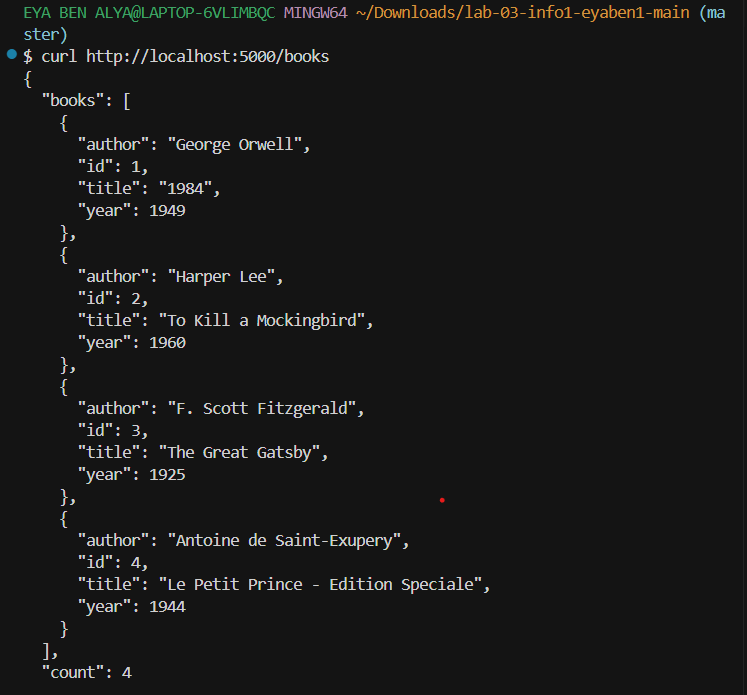 EYA BEN ALYA@LAPTOP-6VLIMBQC MINGW64 ~/Downloads/lab-03-info1-eyaben1-main (ma
ster)
$ curl http://localhost:5000/books
{
  "books": [
    {
      "author": "George Orwell",
      "id": 1,
      "title": "1984",
      "year": 1949
    },
    {
      "author": "Harper Lee",
      "id": 2,
      "title": "To Kill a Mockingbird",
      "year": 1960
    },
    {
      "author": "F. Scott Fitzgerald",
      "id": 3,
      "title": "The Great Gatsby",
      "year": 1925
    },
    {
      "author": "Antoine de Saint-Exupery",
      "id": 4,
      "title": "Le Petit Prince - Edition Speciale",
      "year": 1944
    }
  ],
  "count": 4